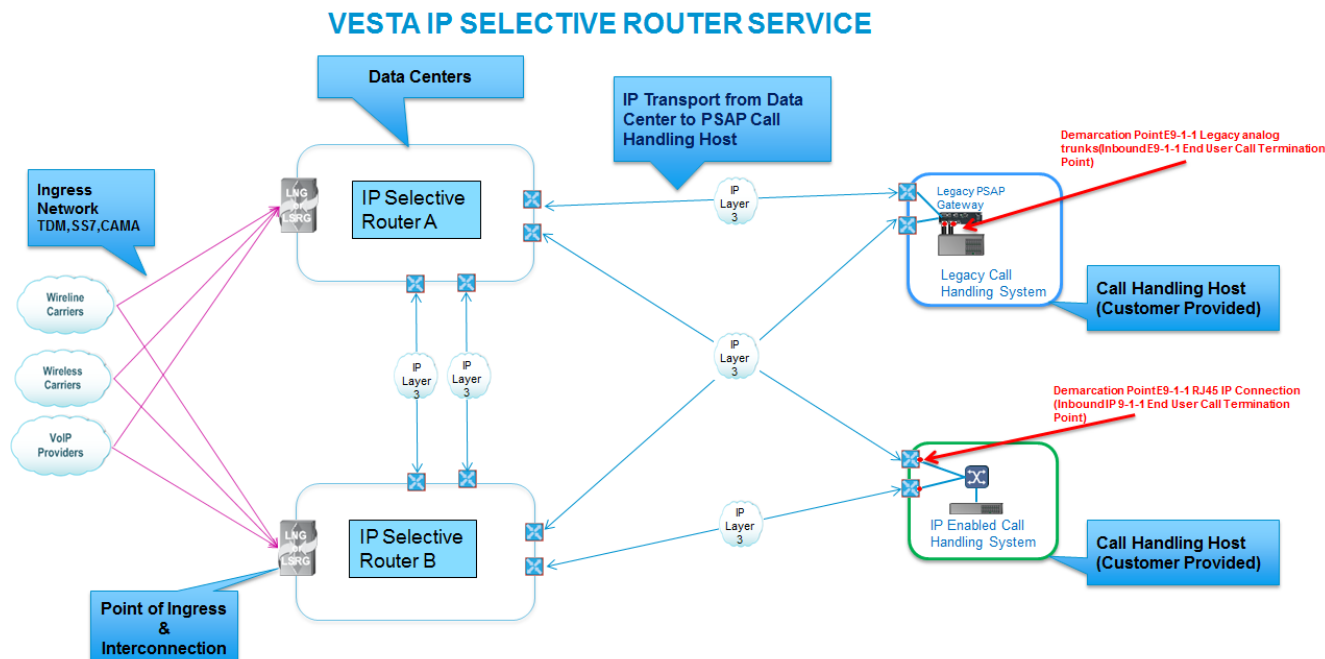 VESTA IP SELECTIVE ROUTER SERVICE
Data Centers
IP Transport from Data
Center to PSAP Call
Handling Host
Demarcation Point E9-1-1 Legacy analog
trunks(Inbound E9-1-1 End User Call Termination
Point)
Ingress
Network
TDM,SS7,CAMA
LNG
or
LSRG
IP Selective
Router A
IP
Layer
3
Legacy PSAP
Gateway
Legacy Call
Handling System
Call Handling Host
(Customer Provided)
Wireline
Carriers
Wireless
Carriers
VoIP
Providers
IP
Layer
3
IP
Layer
3
IP
Layer
3
Demarcation Point E9-1-1 RJ45 IP Connection
(Inbound IP 9-1-1 End User Call Termination
Point)
LNG
or
LSRG
IP Selective
Router B
IP
Layer
3
IP Enabled Call
Handling System
Call Handling Host
(Customer Provided)
Point of Ingress
&
Interconnection